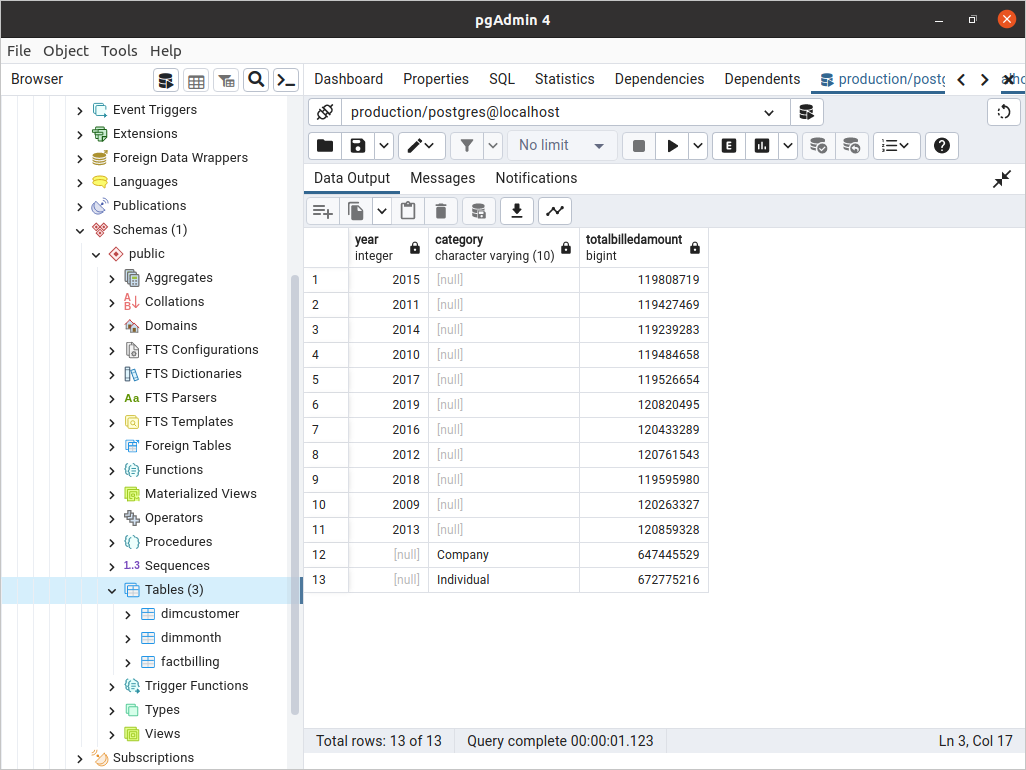 pgAdmin 4
File Object Tools Help
Browser
Dashboard Properties SQL Statistics Dependencies Dependents production/postg
production/postgres@localhost
No limit
E
Data Output Messages Notifications
Event Triggers
Extensions
Foreign Data Wrappers
Languages
Publications
Schemas (1)
public
Aggregates
Collations
Domains
FTS Configurations
FTS Dictionaries
Aa FTS Parsers
FTS Templates
Foreign Tables
Functions
Materialized Views
Operators
Procedures
1..3 Sequences
Tables (3)
dimcustomer
dimmonth
factbilling
Trigger Functions
Types
Views
Subscriptions
year category totalbilledamount
integer character varying (10) bigint
1 2015 [null] 119808719
2 2011 [null] 119427469
3 2014 [null] 119239283
4 2010 [null] 119484658
5 2017 [null] 119526654
6 2019 [null] 120820495
7 2016 [null] 120433289
8 2012 [null] 120761543
9 2018 [null] 119595980
10 2009 [null] 120263327
11 2013 [null] 120859328
12 [null] Company 647445529
13 [null] Individual 672775216
Total rows: 13 of 13 Query complete 00:00:01.123 Ln 3, Col 17